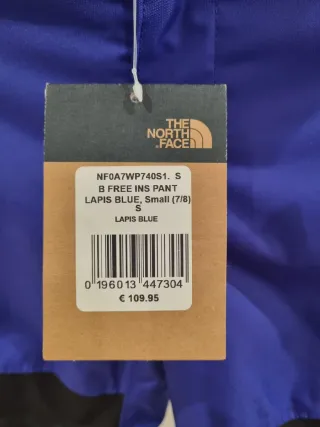 THE
NORTH
FACE
NF0A7WP740S1. S
B FREE INS PANT
LAPIS BLUE, Small (7/8)
S
LAPIS BLUE
0 196013 447304
€ 109.95